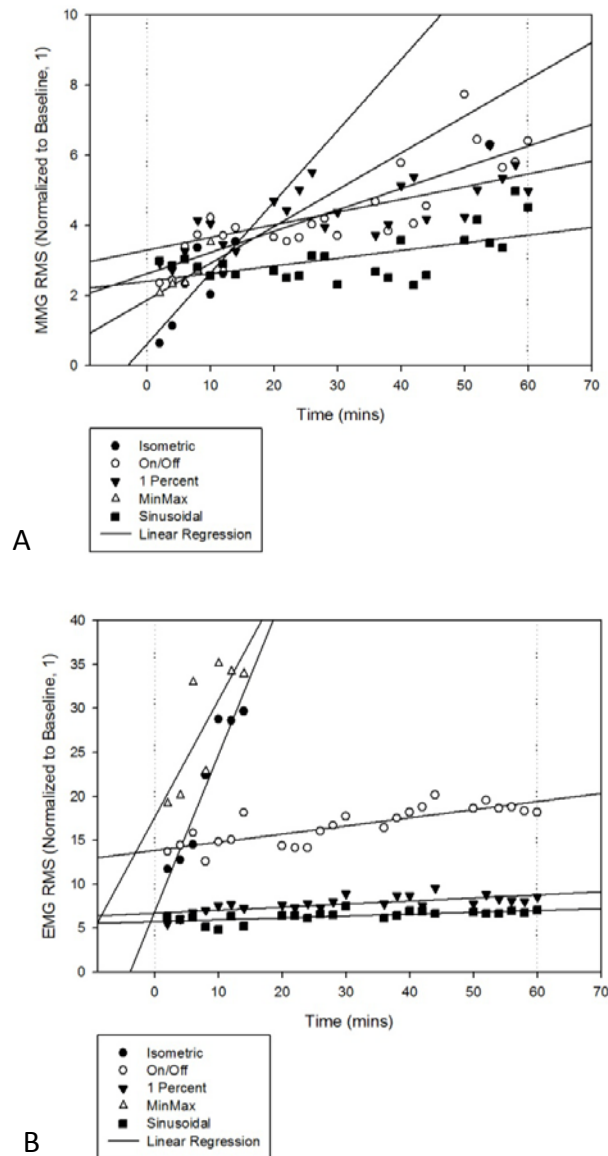 10
8
6
4
2
0
MMG RMS (Normalized to Baseline, 1)
0 10 20 30 40 50 60 70
Time (mins)
Isometric
On/Off
1 Percent
MinMax
Sinusoidal
Linear Regression
A
40
35
30
25
20
15
10
5
0
EMG RMS (Normalized to Baseline, 1)
0 10 20 30 40 50 60 70
Time (mins)
Isometric
On/Off
1 Percent
MinMax
Sinusoidal
Linear Regression
B